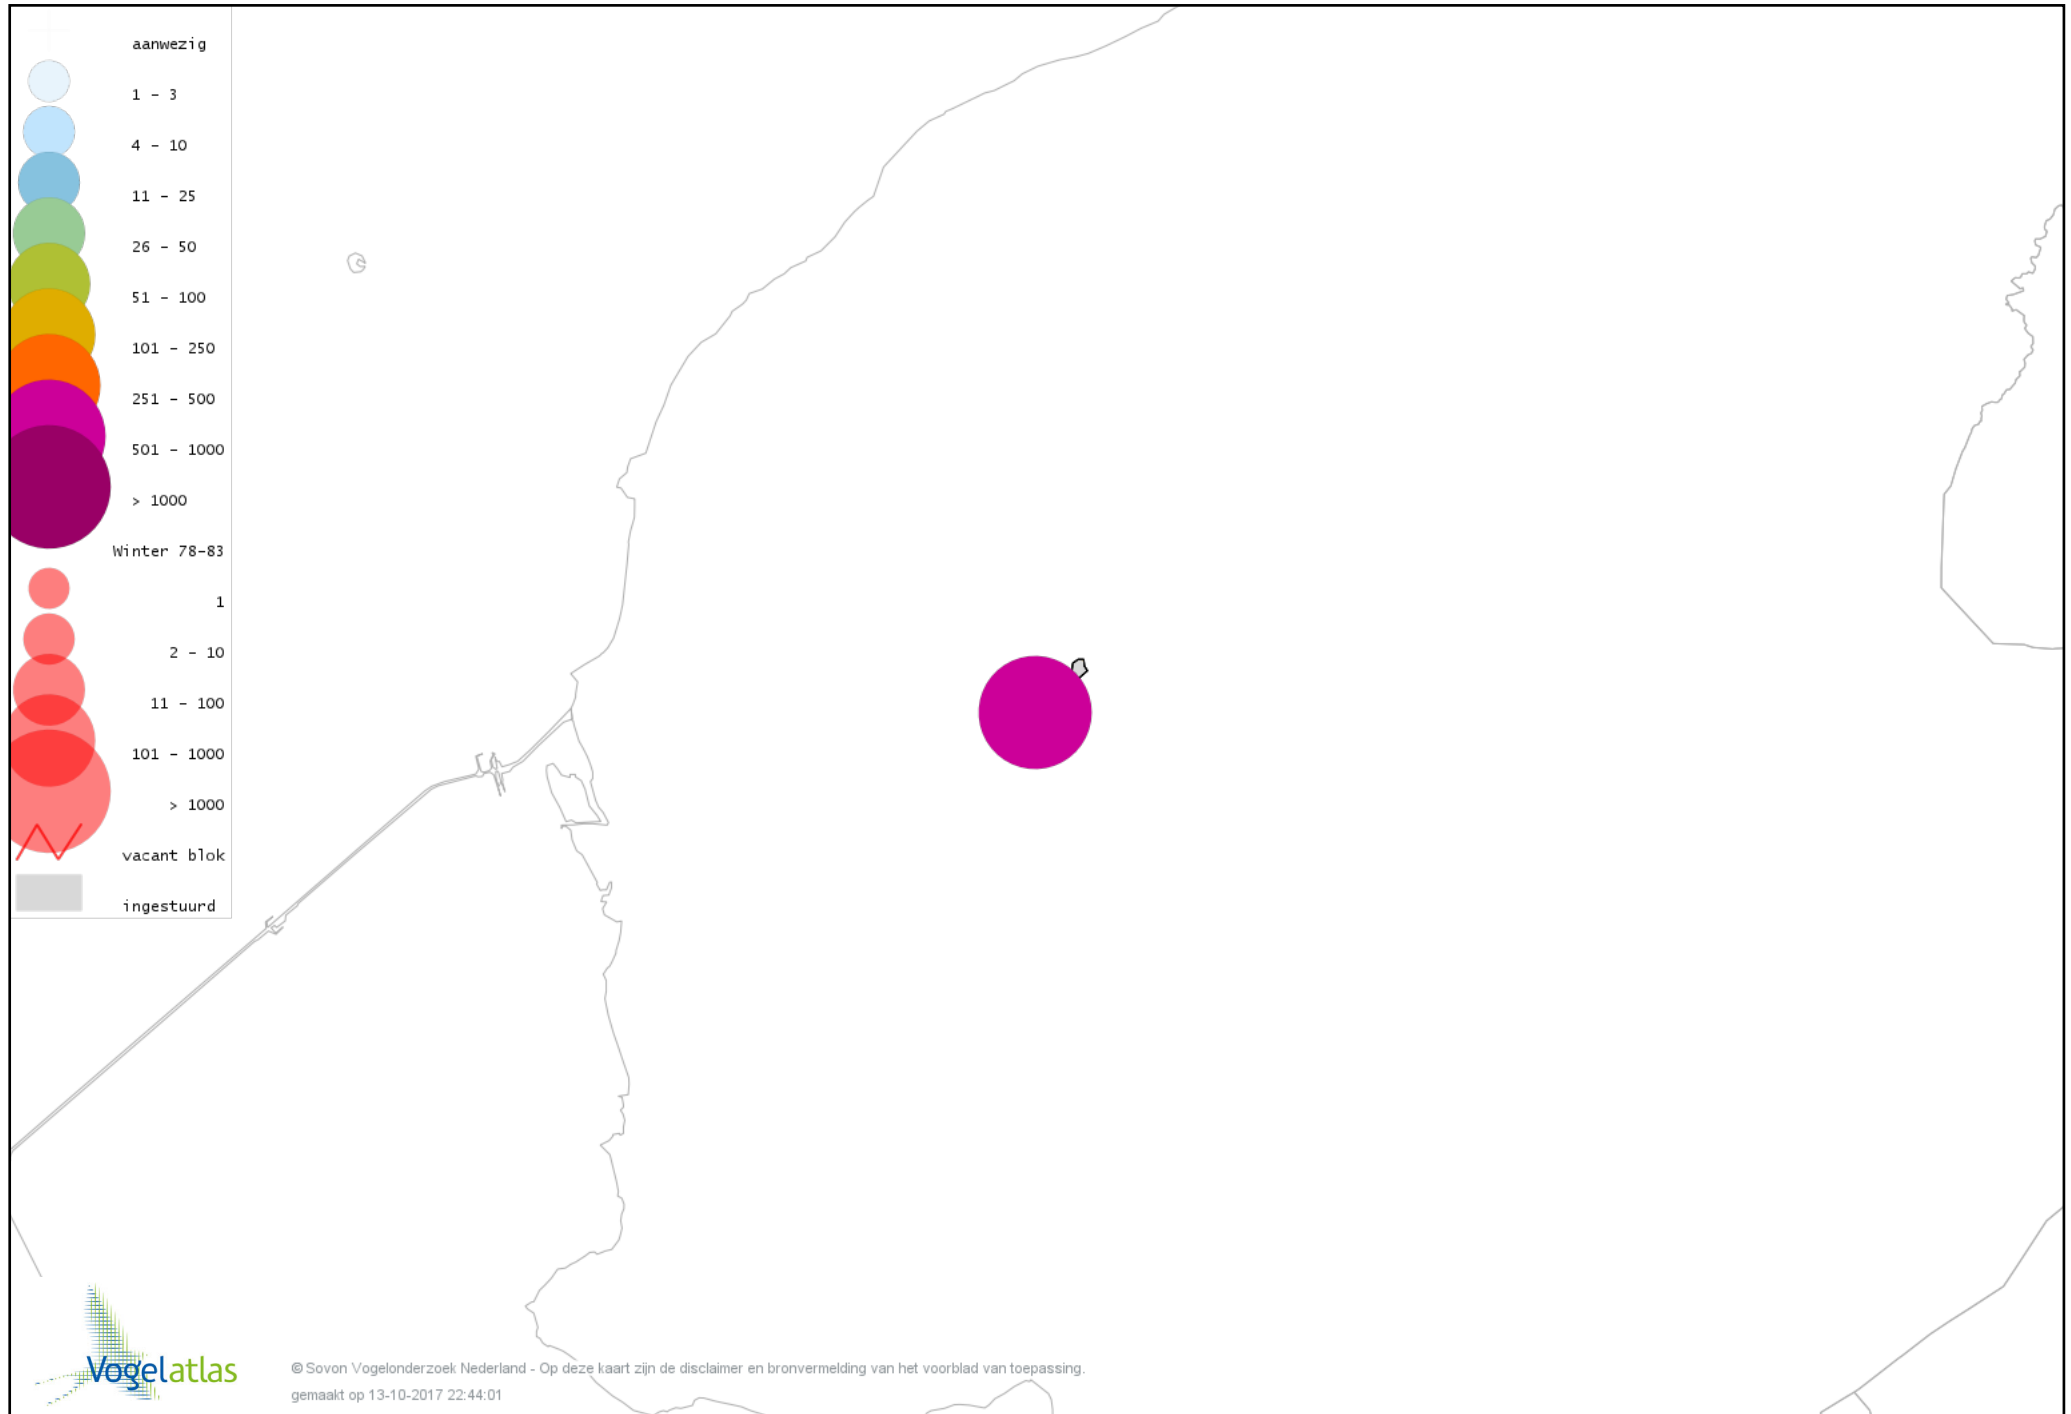 aanwezig
1 - 3
4 - 10
11 - 25
26 - 50
51 - 100
101 - 250
251 - 500
501 - 1000
> 1000
Winter 78-83
1
2 - 10
11 - 100
101 - 1000
> 1000
vacant blok
ingestuurd
Vogelatlas
© Sovon Vogelonderzoek Nederland - Op deze kaart zijn de disclaimer en bronvermelding van het voorblad van toepassing.
gemaakt op 13-10-2017 22:44:01